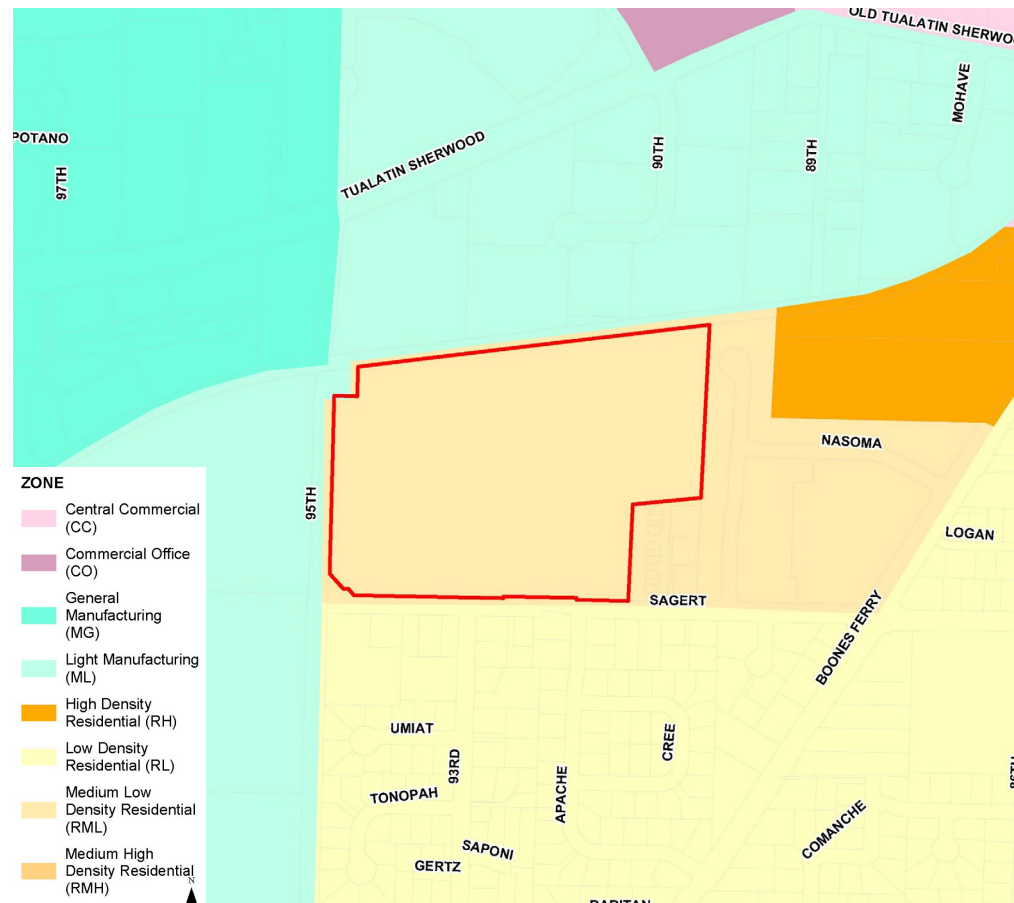 OLD TUALATIN SHERWO
MOHAVE
POTANO
97TH
TUALATIN SHERWOOD
90TH
89TH
NASOMA
95TH
LOGAN
SAGERT
BOONES FERRY
UMIAT
93RD
CREE
TONOPAH
APACHE
SAPONI
GERTZ
COMANCHE
ZONE
Central Commercial
(CC)
Commercial Office
(CO)
General
Manufacturing
(MG)
Light Manufacturing
(ML)
High Density
Residential (RH)
Low Density
Residential (RL)
Medium Low
Density Residential
(RML)
Medium High
Density Residential
(RMH)
N